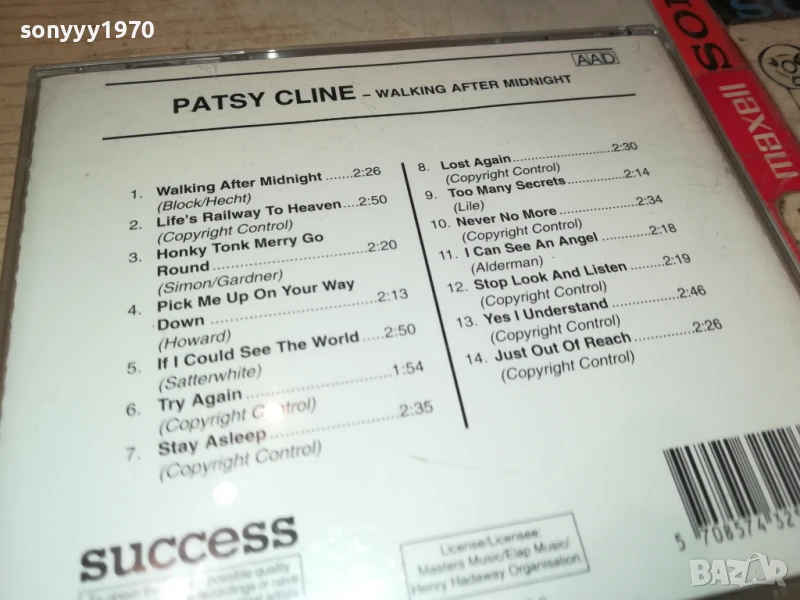 sonyyy1970
AAD
PATSY CLINE – WALKING AFTER MIDNIGHT
1. Walking After Midnight ......2:26
(Block/Hecht)
2. Life's Railway To Heaven....2:50
(Copyright Control)
3. Honky Tonk Merry Go
Round..............................2:20
(Simon/Gardner)
4. Pick Me Up On Your Way
Down ..............................2:13
(Howard)
5. If I Could See The World.....2:50
(Satterwhite)
6. Try Again..........................1:54
(Copyright Control)
7. Stay Asleep......................2:35
(Copyright Control)
8. Lost Again....................2:30
(Copyright Control)
9. Too Many Secrets...........2:14
(Lile)
10. Never No More..............2:34
(Copyright Control)
11. I Can See An Angel........2:18
(Alderman)
12. Stop Look And Listen......2:19
(Copyright Control)
13. Yes I Understand...........2:46
(Copyright Control)
14. Just Out Of Reach...........2:26
(Copyright Control)
success
License/Licensee:
Masters Music/Elap Music/
Henry Hadaway Organisation.
5 708574 32
maxell
BAZAR